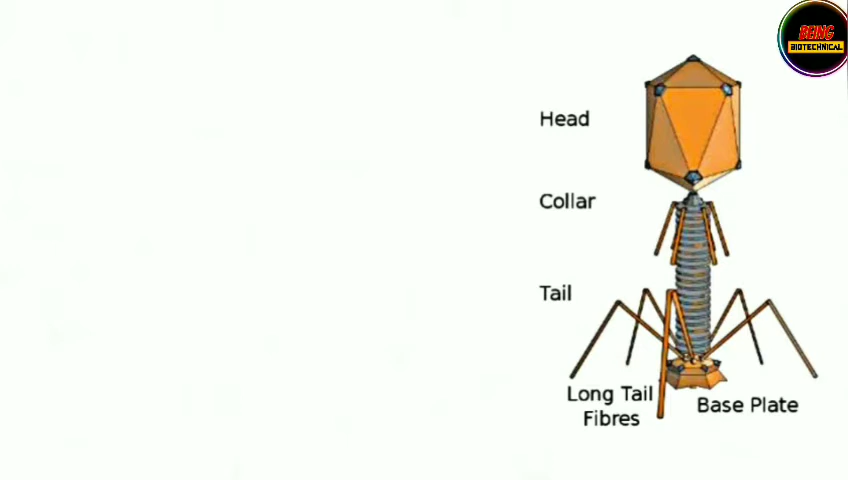 BEING
BIOTECHNICAL
Head
Collar
Tail
Long Tail
Fibres
Base Plate